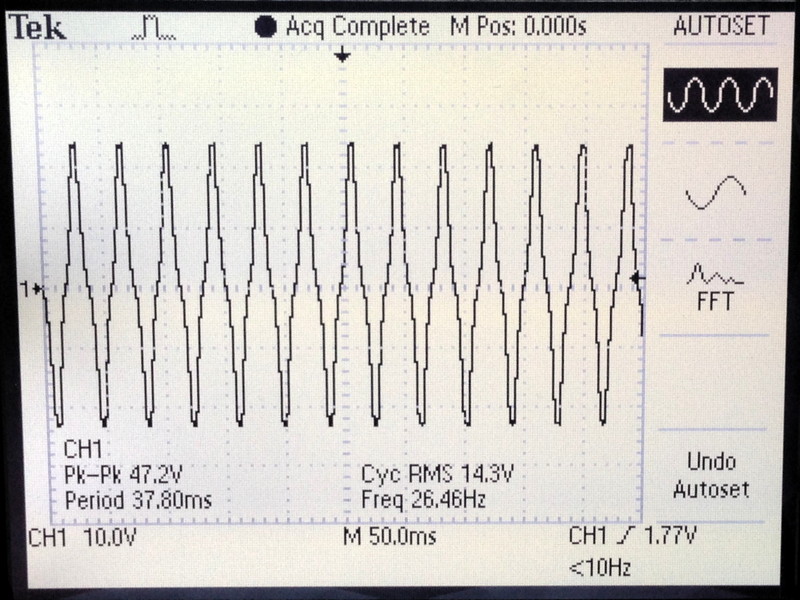 Tek Acq Complete M Pos: 0.000s AUTOSET
1
FFT
CH1
Pk-Pk 47.2V Cyc RMS 14.3V
Period 37.80ms Freq 26.46Hz
Undo
Autoset
CH1 10.0V M 50.0ms CH1 1.77V
<10Hz